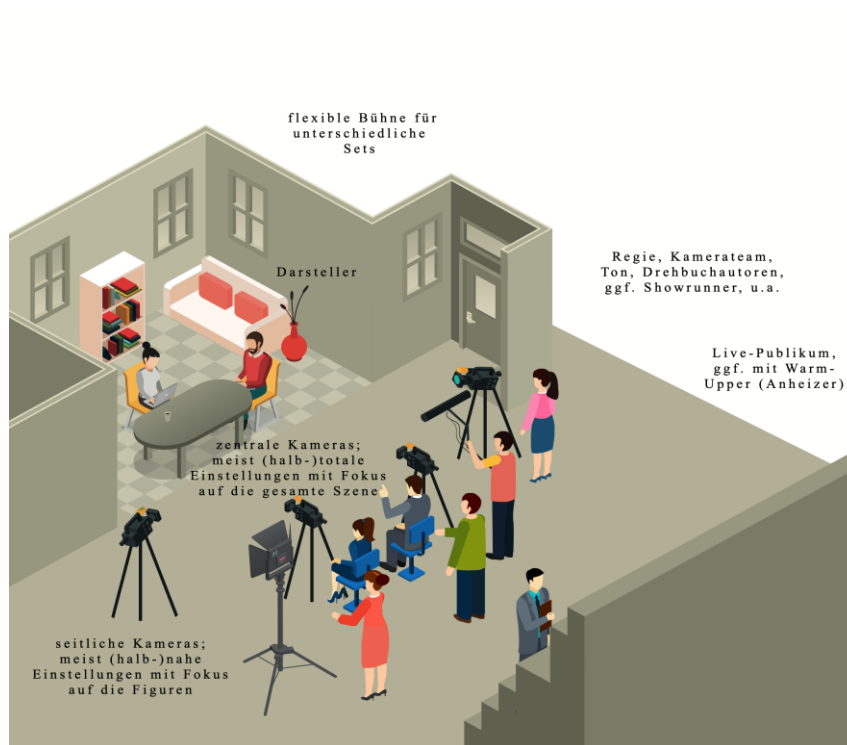 flexible Bühne für
unterschiedliche
Sets
Darsteller
Regie, Kamerateam,
Ton, Drehbuchautoren,
ggf. Showrunner, u.a.
Live-Publikum,
ggf. mit Warm-
Upper (Anheizer)
zentrale Kameras;
meist (halb-)totale
Einstellungen mit Fokus
auf die gesamte Szene
seitliche Kameras;
meist (halb-)nahe
Einstellungen mit Fokus
auf die Figuren